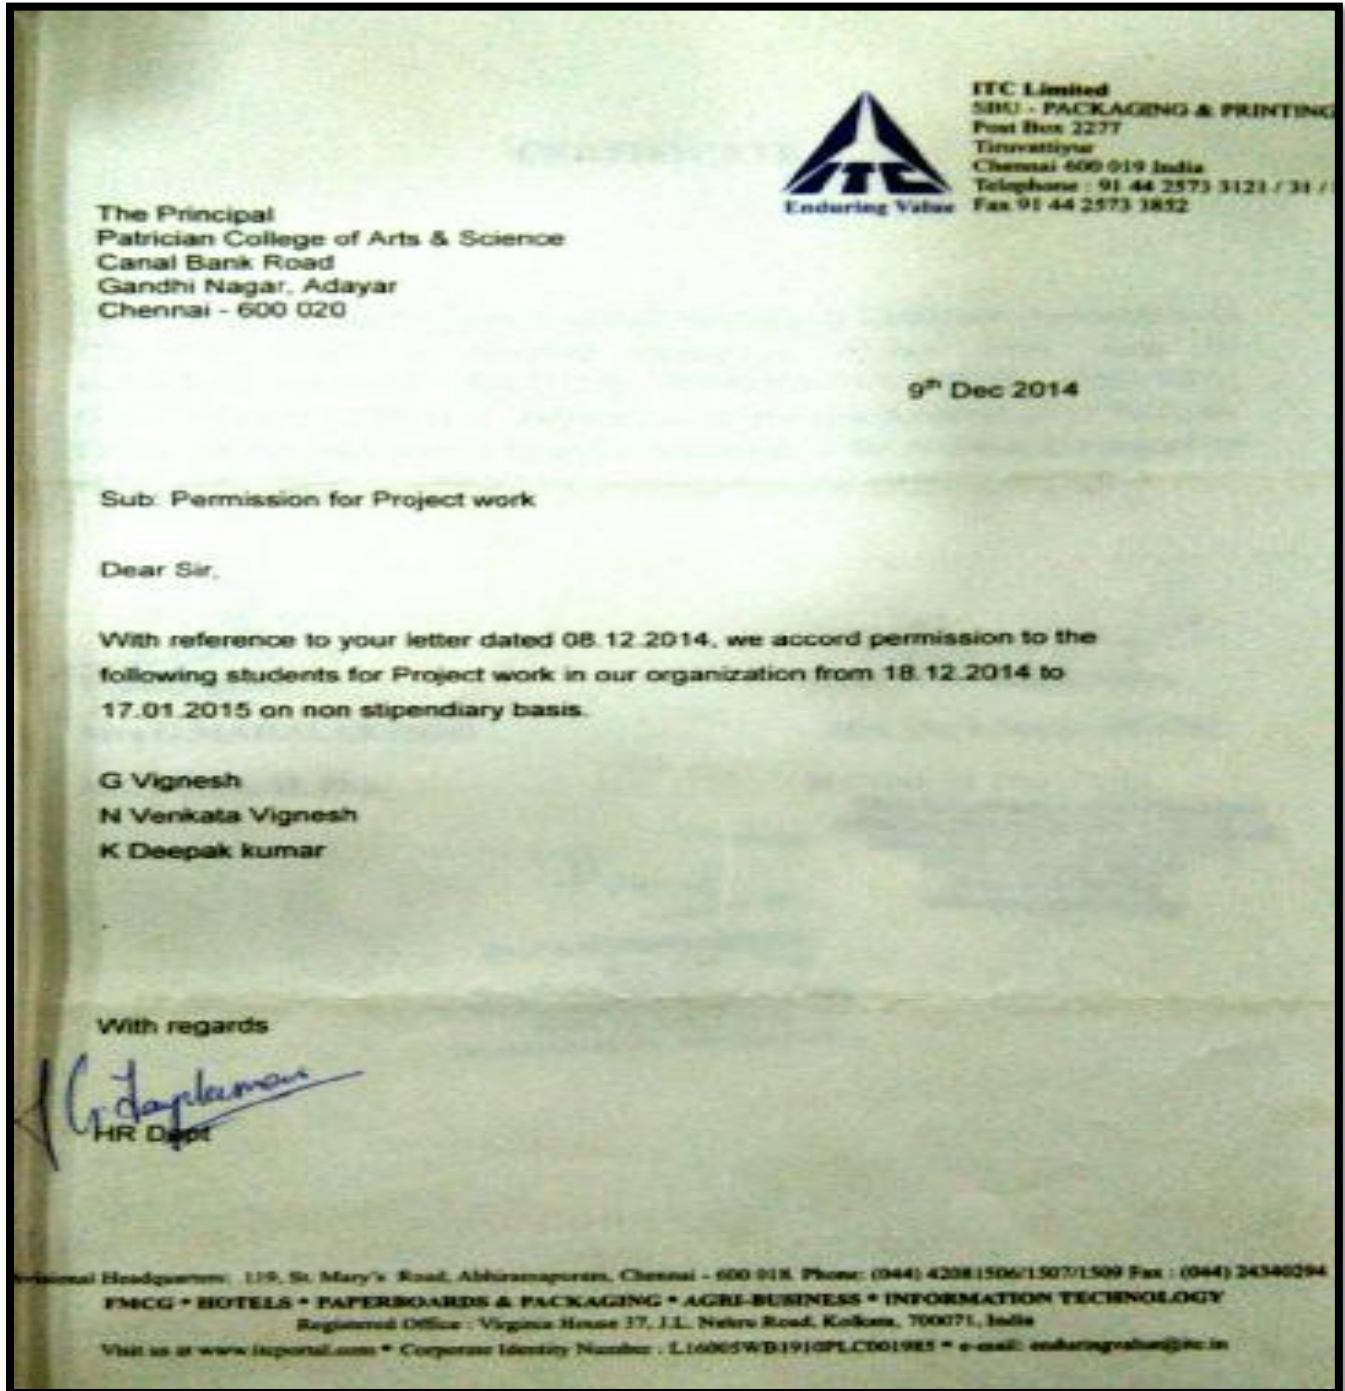 ITC Limited
SBU - PACKAGING & PRINTING
Post Box 2277
Tiruvattiyur
Chennai 600 019 India
Telephone : 91 44 2573 3121 / 31 /
Fax 91 44 2573 3852
ITC
Enduring Value
The Principal
Patrician College of Arts & Science
Canal Bank Road
Gandhi Nagar, Adayar
Chennai - 600 020
9th Dec 2014
Sub: Permission for Project work
Dear Sir,
With reference to your letter dated 08.12.2014, we accord permission to the
following students for Project work in our organization from 18.12.2014 to
17.01.2015 on non stipendiary basis.
G Vignesh
N Venkata Vignesh
K Deepak kumar
With regards
HR Dept
Headquarters: 119, St. Mary's Road, Abhiramapuram, Chennai - 600 018. Phone: (044) 42081506/1507/1509 Fax : (044) 24340294
FMCG * HOTELS * PAPERBOARDS & PACKAGING * AGRI-BUSINESS * INFORMATION TECHNOLOGY
Registered Office : Virginia House 37, J.L. Nehru Road, Kolkata, 700071, India
Visit us at www.itcportal.com * Corporate Identity Number : L16005WB1910PLC001985 * e-mail: enduringvalue@itc.in